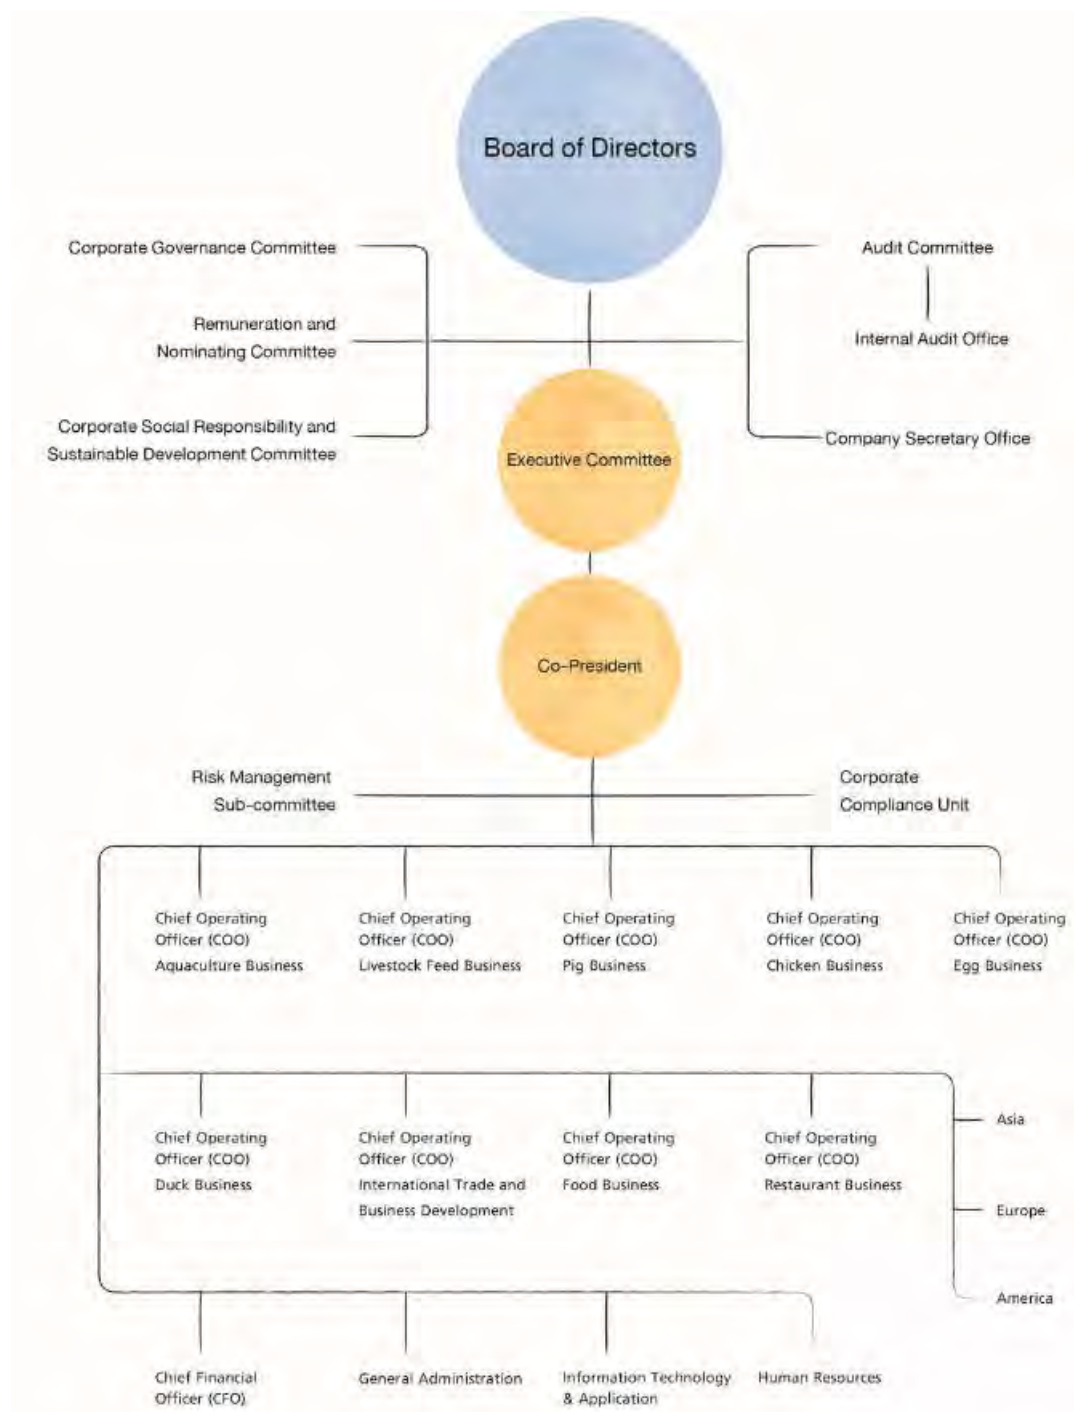 Board of Directors
Corporate Governance Committee
Remuneration and
Nominating Committee
Corporate Social Responsibility and
Sustainable Development Committee
Audit Committee
Internal Audit Office
Company Secretary Office
Executive Committee
Co-President
Risk Management
Sub-committee
Corporate
Compliance Unit
Chief Operating
Officer (COO)
Aquaculture Business
Chief Operating
Officer (COO)
Livestock Feed Business
Chief Operating
Officer (COO)
Pig Business
Chief Operating
Officer (COO)
Chicken Business
Chief Operating
Officer (COO)
Egg Business
Chief Operating
Officer (COO)
Duck Business
Chief Operating
Officer (COO)
International Trade and
Business Development
Chief Operating
Officer (COO)
Food Business
Chief Operating
Officer (COO)
Restaurant Business
Asia
Europe
America
Chief Financial
Officer (CFO)
General Administration
Information Technology
& Application
Human Resources